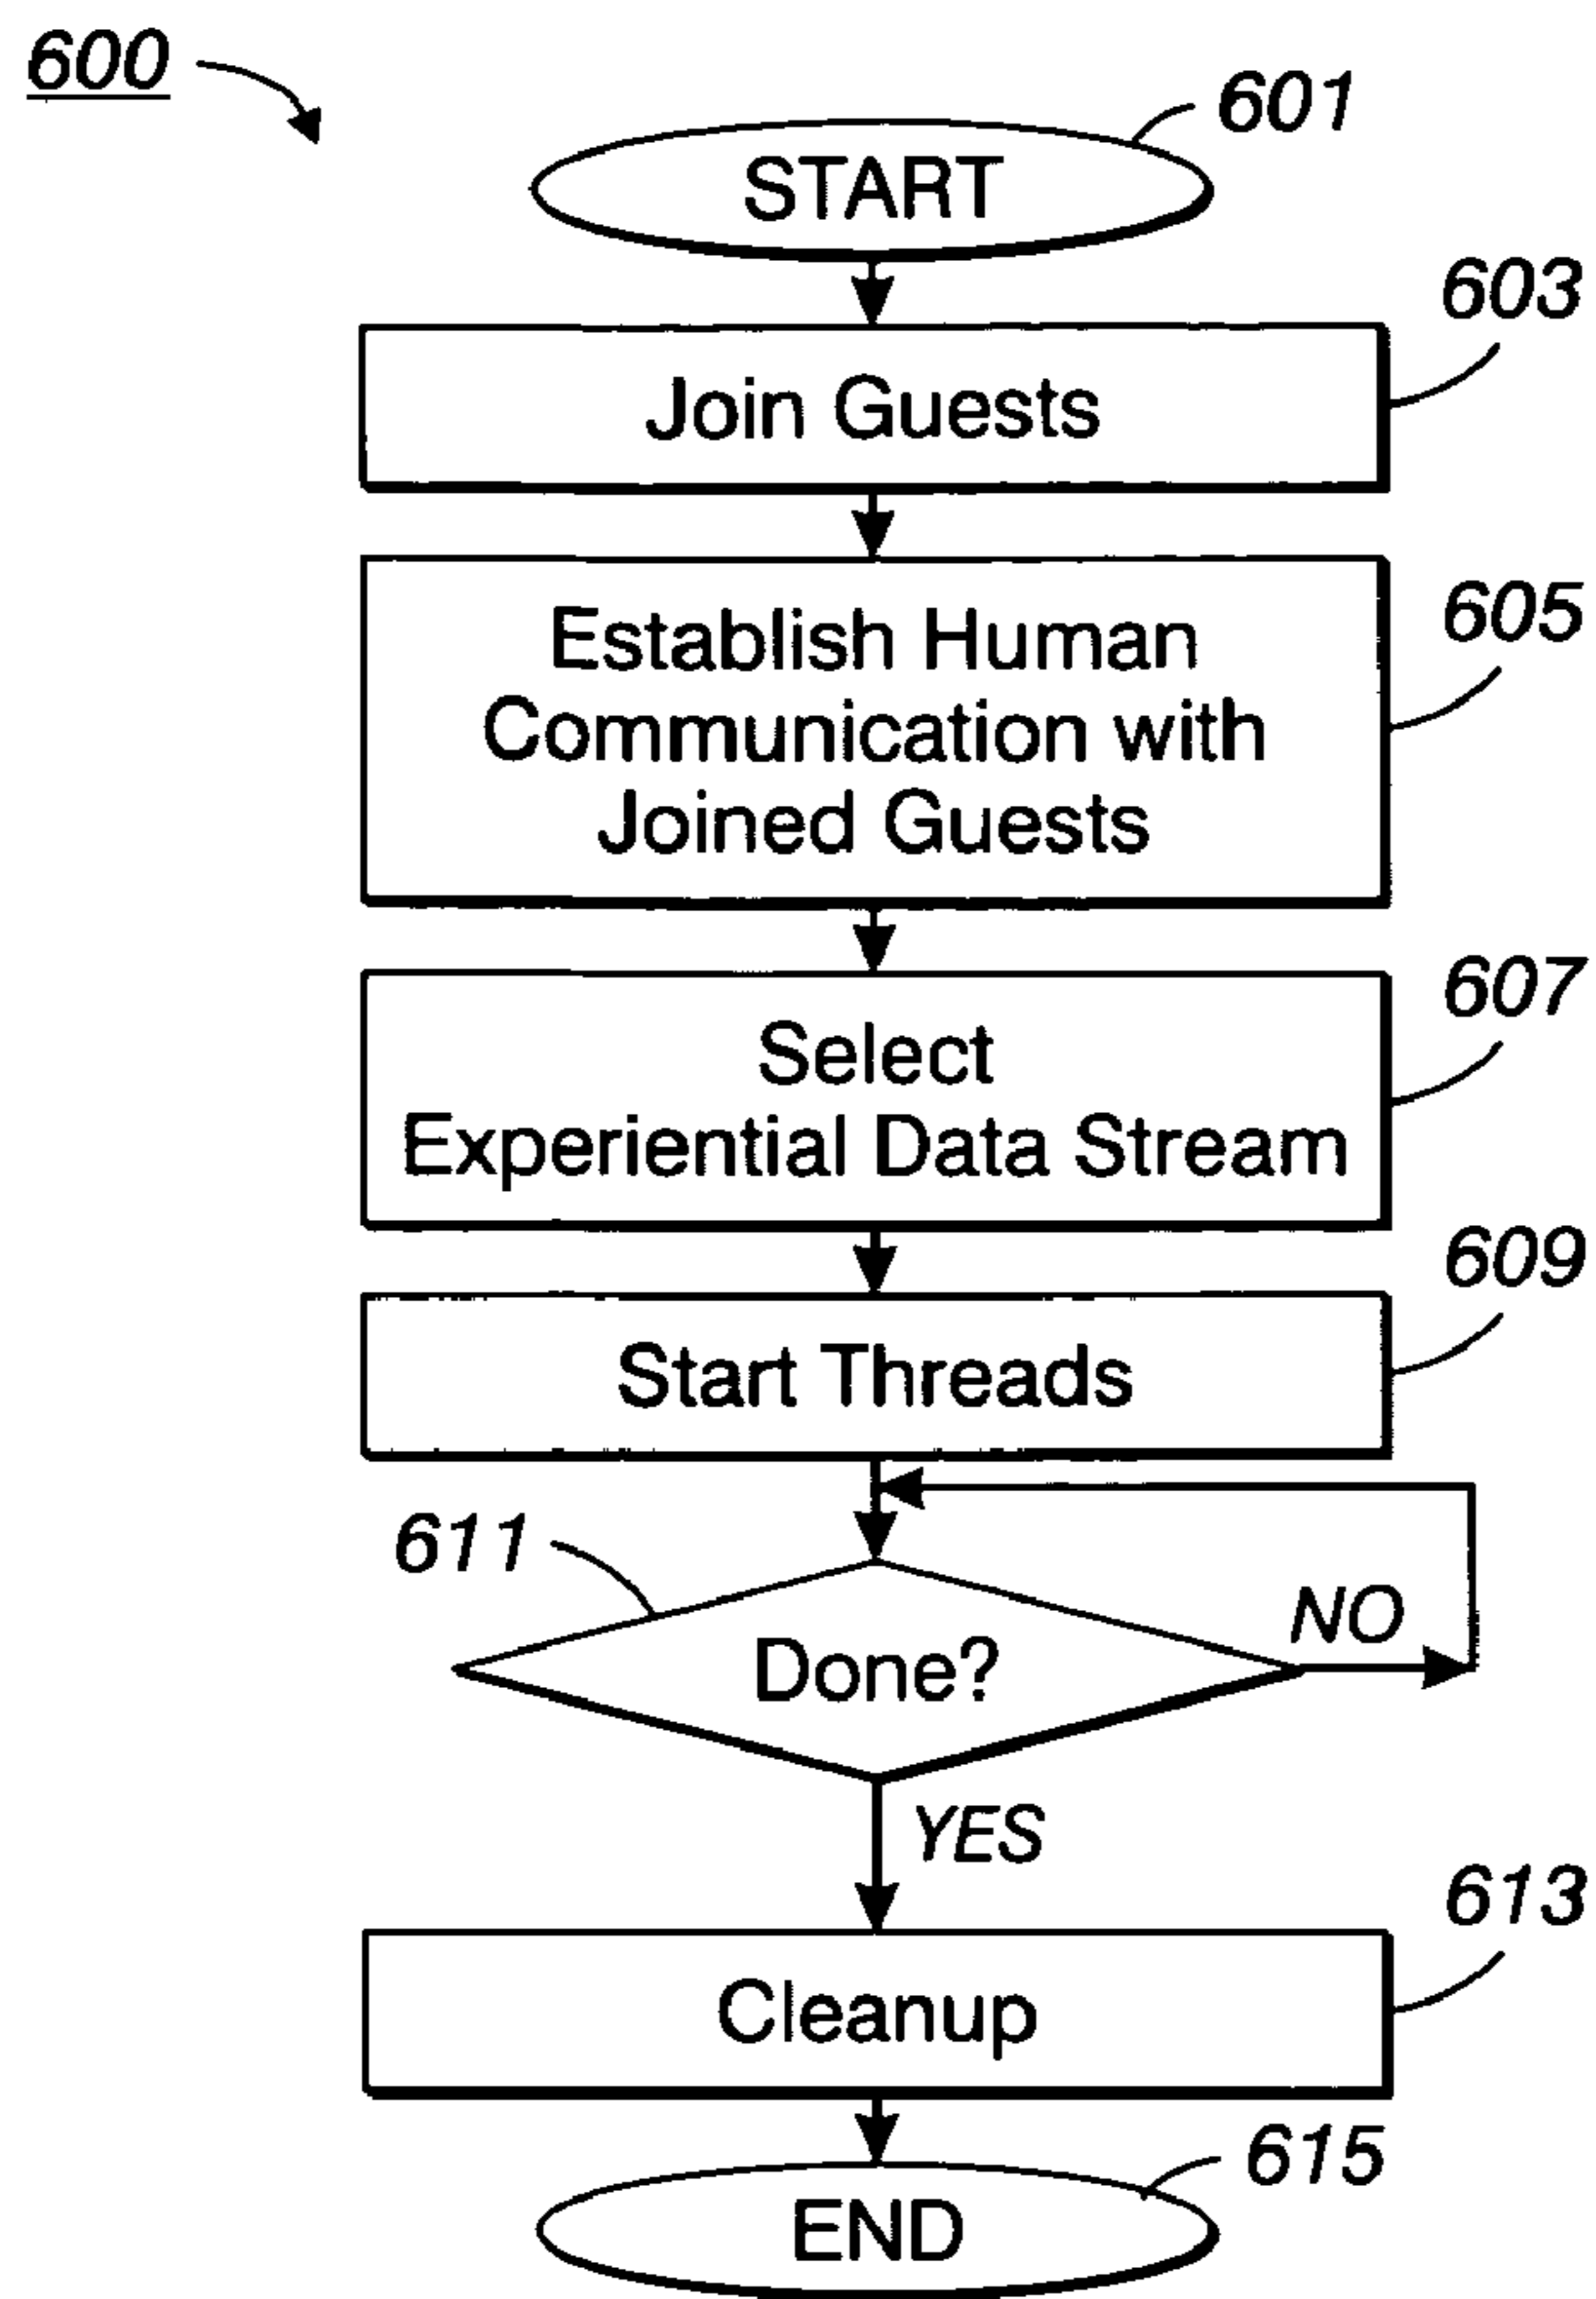 600
601
START
603
Join Guests
605
Establish Human
Communication with
Joined Guests
607
Select
Experiential Data Stream
609
Start Threads
611
NO
Done?
YES
613
Cleanup
615
END